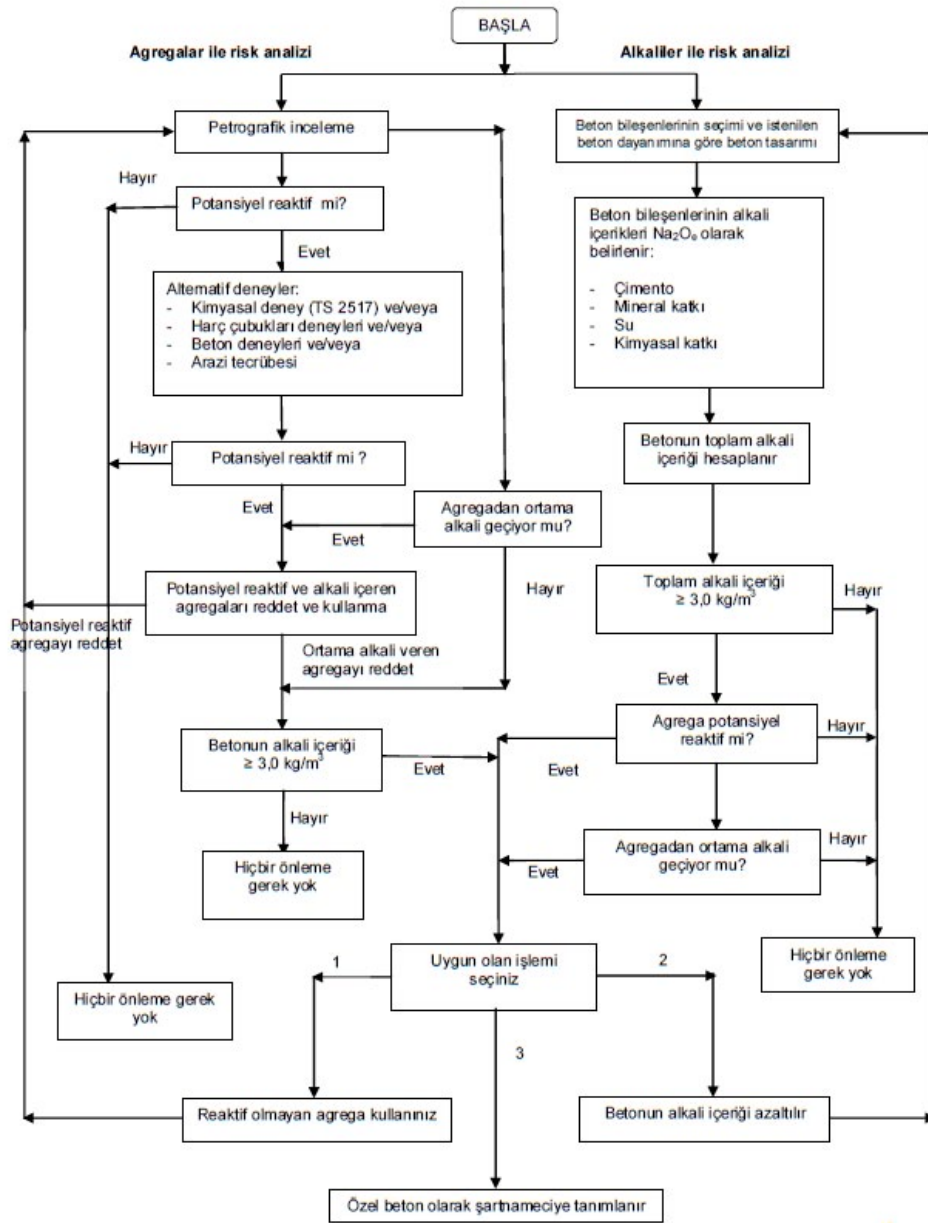 BAŞLA
Agregalar ile risk analizi
Alkaliler ile risk analizi
Petrografik inceleme
Beton bileşenlerinin seçimi ve istenilen
beton dayanımına göre beton tasarımı
Hayır
Potansiyel reaktif mi?
Evet
Beton bileşenlerinin alkali
içerikleri Na₂Oₑ olarak
belirlenir:
- Çimento
- Mineral katkı
- Su
- Kimyasal katkı
Alternatif deneyler:
- Kimyasal deney (TS 2517) ve/veya
- Harç çubukları deneyleri ve/veya
- Beton deneyleri ve/veya
- Arazi tecrübesi
Hayır
Potansiyel reaktif mi ?
Betonun toplam alkali
içeriği hesaplanır
Evet
Agregadan ortama
alkali geçiyor mu?
Evet
Hayır
Potansiyel reaktif ve alkali içeren
agregaları reddet ve kullanma
Toplam alkali içeriği
≥ 3,0 kg/m³
Hayır
Potansiyel reaktif
agregayı reddet
Ortama alkali veren
agregayı reddet
Evet
Betonun alkali içeriği
≥ 3,0 kg/m³
Evet
Agrega potansiyel
reaktif mi?
Hayır
Evet
Hayır
Agregadan ortama alkali
geçiyor mu?
Hayır
Evet
Hiçbir önleme
gerek yok
Hiçbir önleme
gerek yok
1
Uygun olan işlemi
seçiniz
2
Hiçbir önleme gerek
yok
3
Reaktif olmayan agrega kullanınız
Betonun alkali içeriği azaltılır
Özel beton olarak şartnameciye tanımlanır